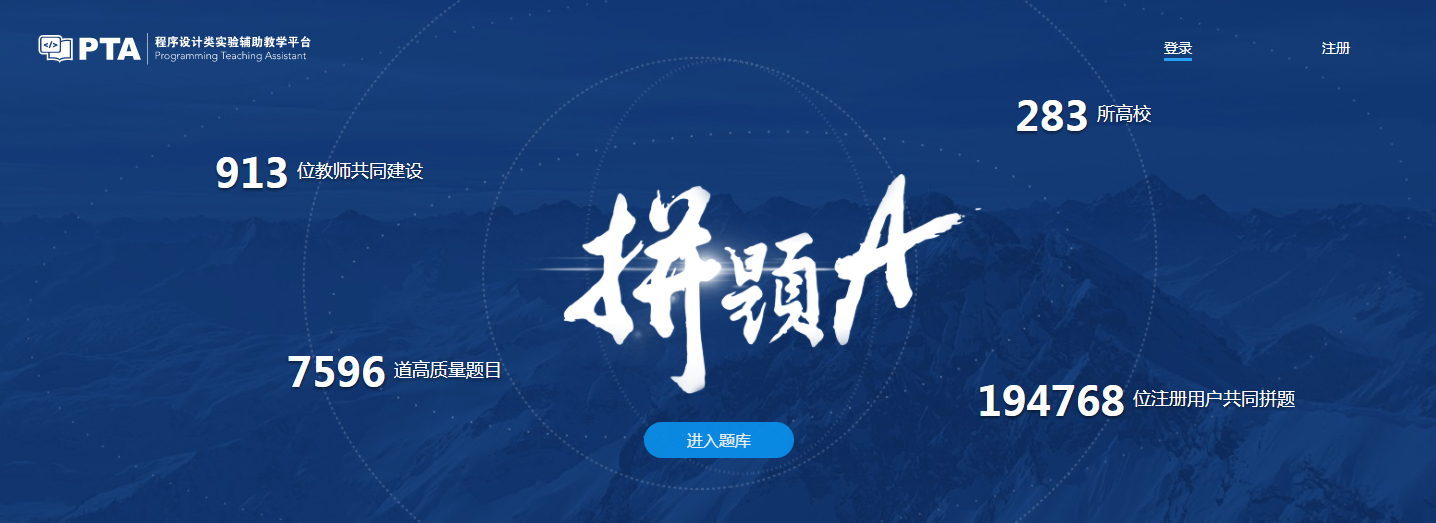 PTA
程序设计类实验辅助教学平台
Programming Teaching Assistant
登录
注册
283 所高校
913 位教师共同建设
拼题A
7596 道高质量题目
194768 位注册用户共同拼题
进入题库